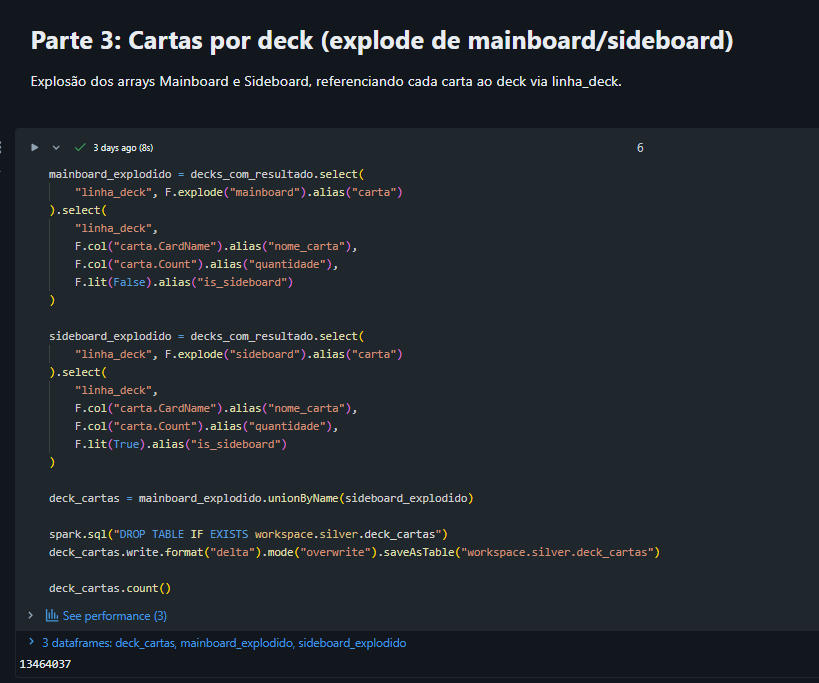 Parte 3: Cartas por deck (explode de mainboard/sideboard)
Explosão dos arrays Mainboard e Sideboard, referenciando cada carta ao deck via linha_deck.
3 days ago (8s)
6
mainboard_explodido = decks_com_resultado.select(
    "linha_deck", F.explode("mainboard").alias("carta")
).select(
    "linha_deck",
    F.col("carta.CardName").alias("nome_carta"),
    F.col("carta.Count").alias("quantidade"),
    F.lit(False).alias("is_sideboard")
)
sideboard_explodido = decks_com_resultado.select(
    "linha_deck", F.explode("sideboard").alias("carta")
).select(
    "linha_deck",
    F.col("carta.CardName").alias("nome_carta"),
    F.col("carta.Count").alias("quantidade"),
    F.lit(True).alias("is_sideboard")
)
deck_cartas = mainboard_explodido.unionByName(sideboard_explodido)
spark.sql("DROP TABLE IF EXISTS workspace.silver.deck_cartas")
deck_cartas.write.format("delta").mode("overwrite").saveAsTable("workspace.silver.deck_cartas")
deck_cartas.count()
See performance (3)
3 dataframes: deck_cartas, mainboard_explodido, sideboard_explodido
13464037